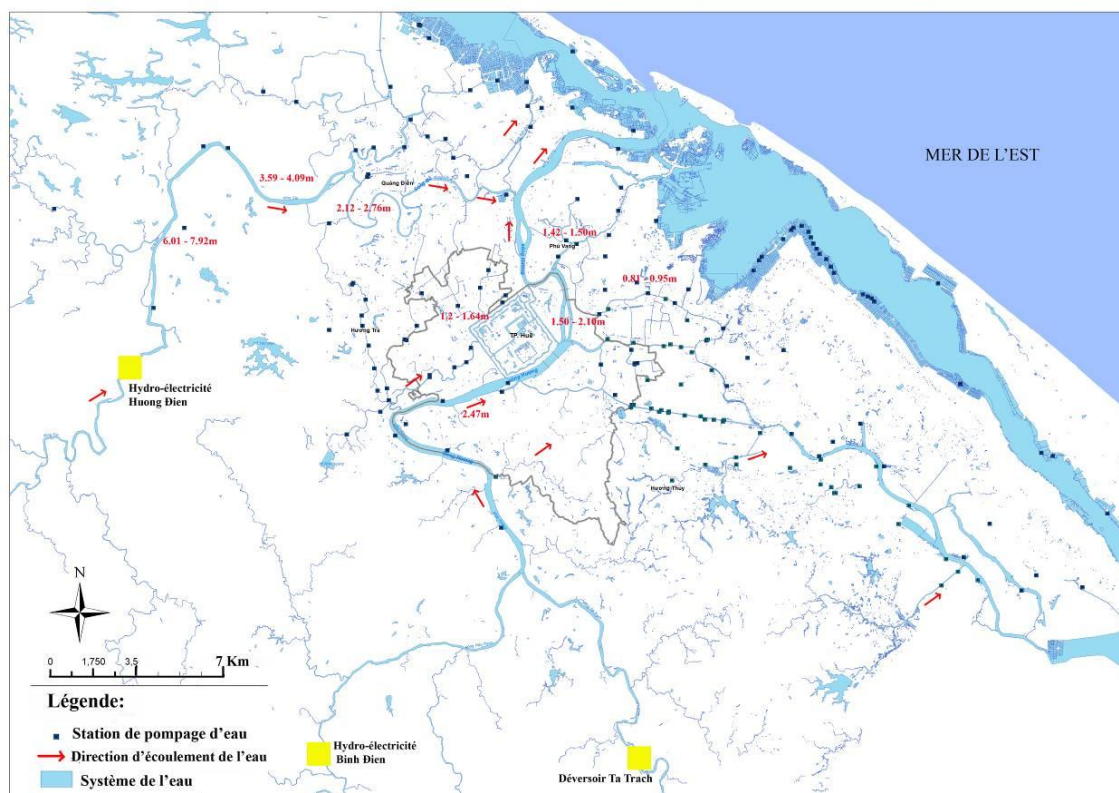 MER DE L'EST
3.59 - 4.09m
Quảng Điền
2.12 - 2.76m
6.01 - 7.92m
1.42 - 1.50m
Phú Vang
0.81 - 0.95m
1.2 - 1.64m
1.50 - 2.10m
Hương Trà
TP. Huế
Hydro-électricité
Huong Đien
2.47m
Hương Thủy
N
0 1,750 3,5 7 Km
Légende:
Station de pompage d'eau
Direction d'écoulement de l'eau
Système de l'eau
Hydro-électricité
Binh Đien
Déversoir Ta Trach